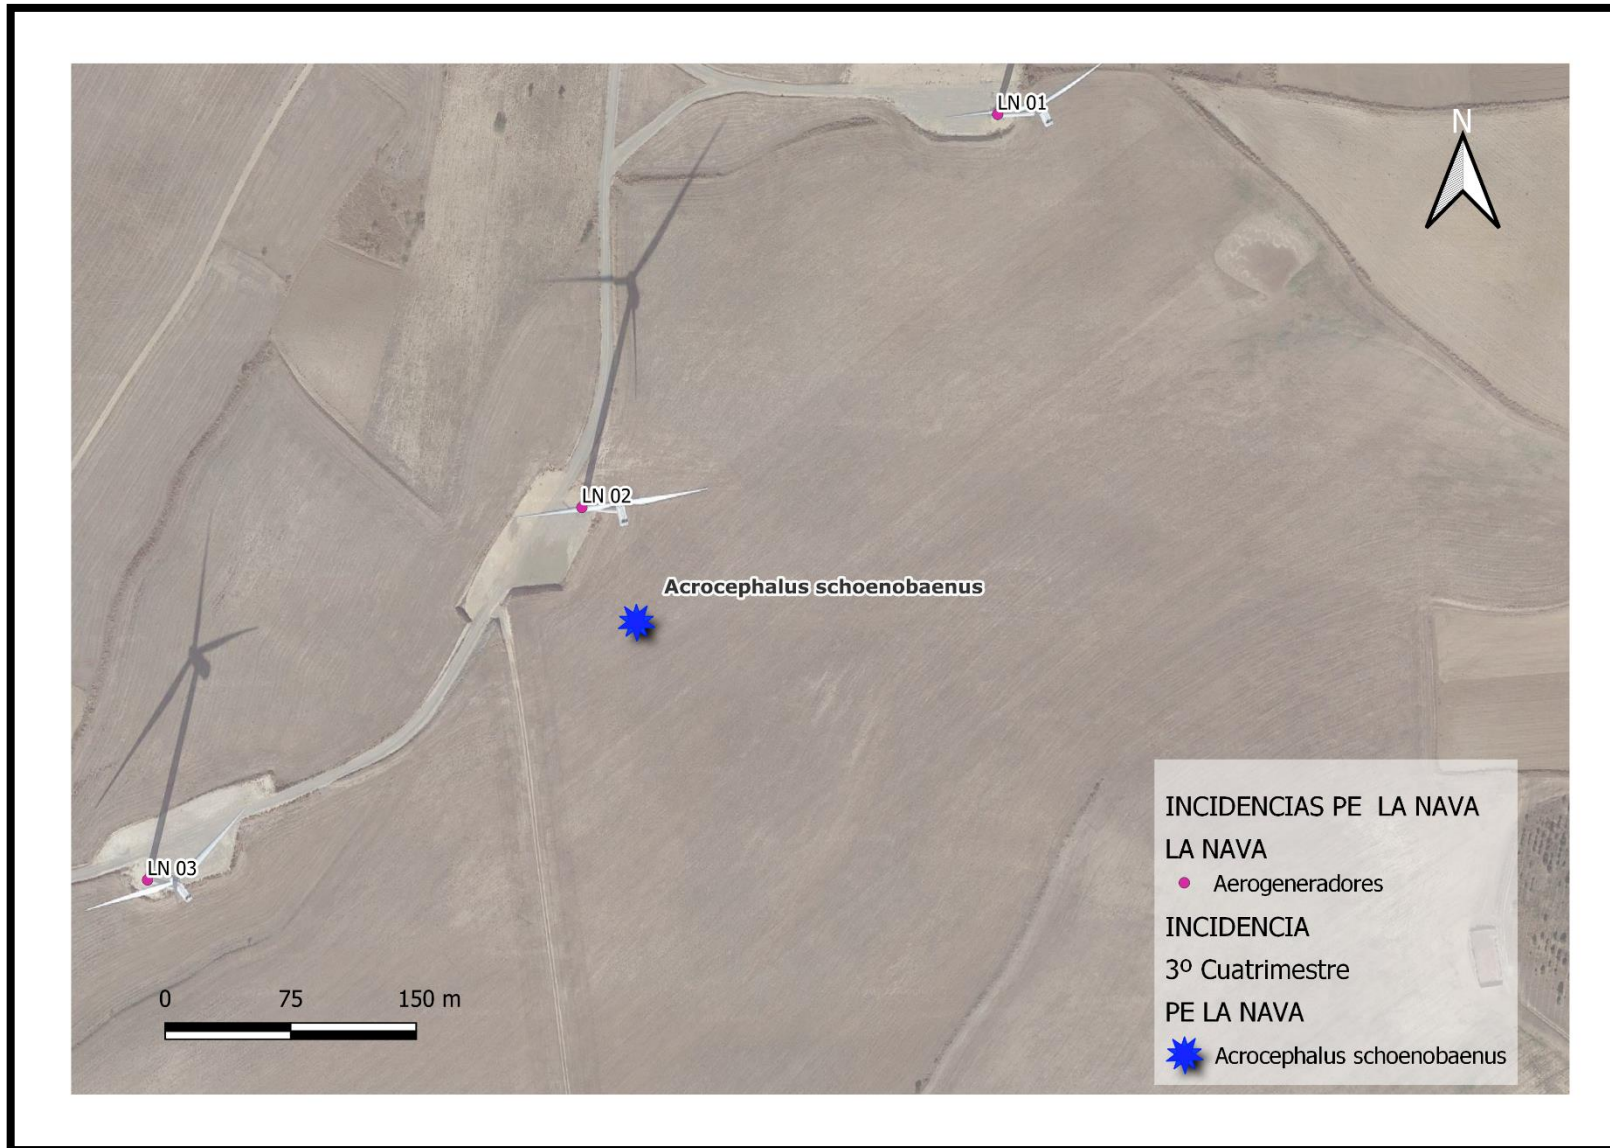 LN 01
N
LN 02
Acrocephalus schoenobaenus
LN 03
0 75 150 m
INCIDENCIAS PE LA NAVA
LA NAVA
Aerogeneradores
INCIDENCIA
3º Cuatrimestre
PE LA NAVA
Acrocephalus schoenobaenus